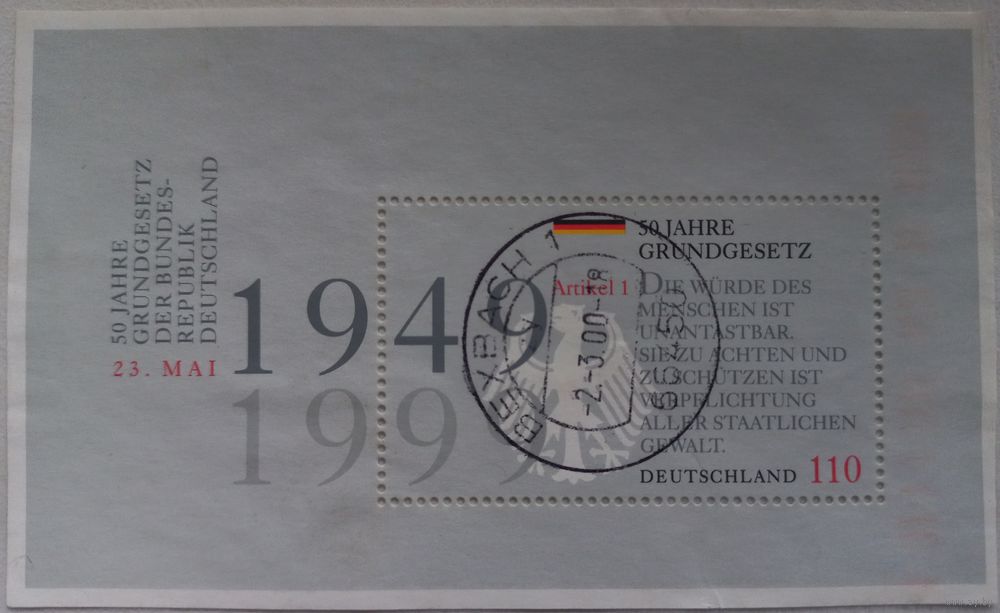 50 JAHRE
GRUNDGESETZ
DER BUNDES-
REPUBLIK
DEUTSCHLAND
23. MAI
1949
1999
50 JAHRE
GRUNDGESETZ
Artikel 1
DIE WÜRDE DES
MENSCHEN IST
UNANTASTBAR.
SIE ZU ACHTEN UND
ZU SCHÜTZEN IST
VERPFLICHTUNG
ALLER STAATLICHEN
GEWALT.
DEUTSCHLAND 110
BEXBACH 1
v
-2.-3.00-18
66450